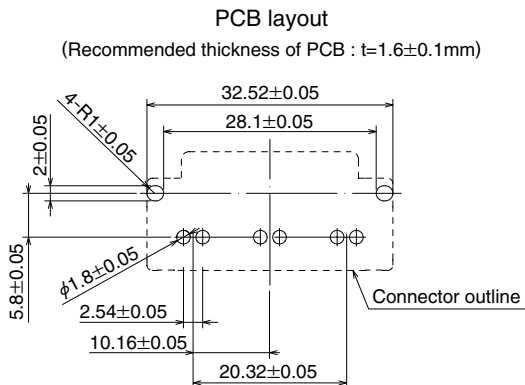 PCB layout
(Recommended thickness of PCB : t=1.6±0.1mm)
32.52±0.05
28.1±0.05
4-R1±0.05
2±0.05
5.8±0.05
ϕ1.8±0.05
2.54±0.05
10.16±0.05
20.32±0.05
Connector outline